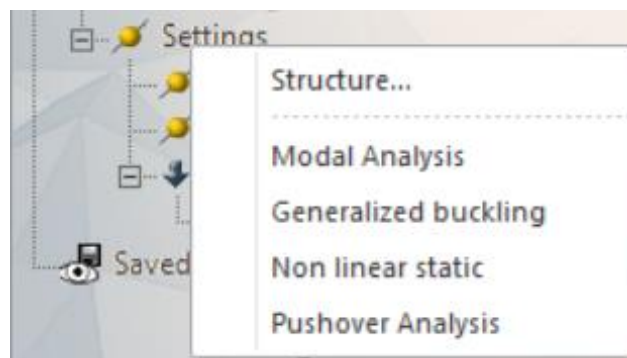 Settings
Structure...
Modal Analysis
Generalized buckling
Saved
Non linear static
Pushover Analysis